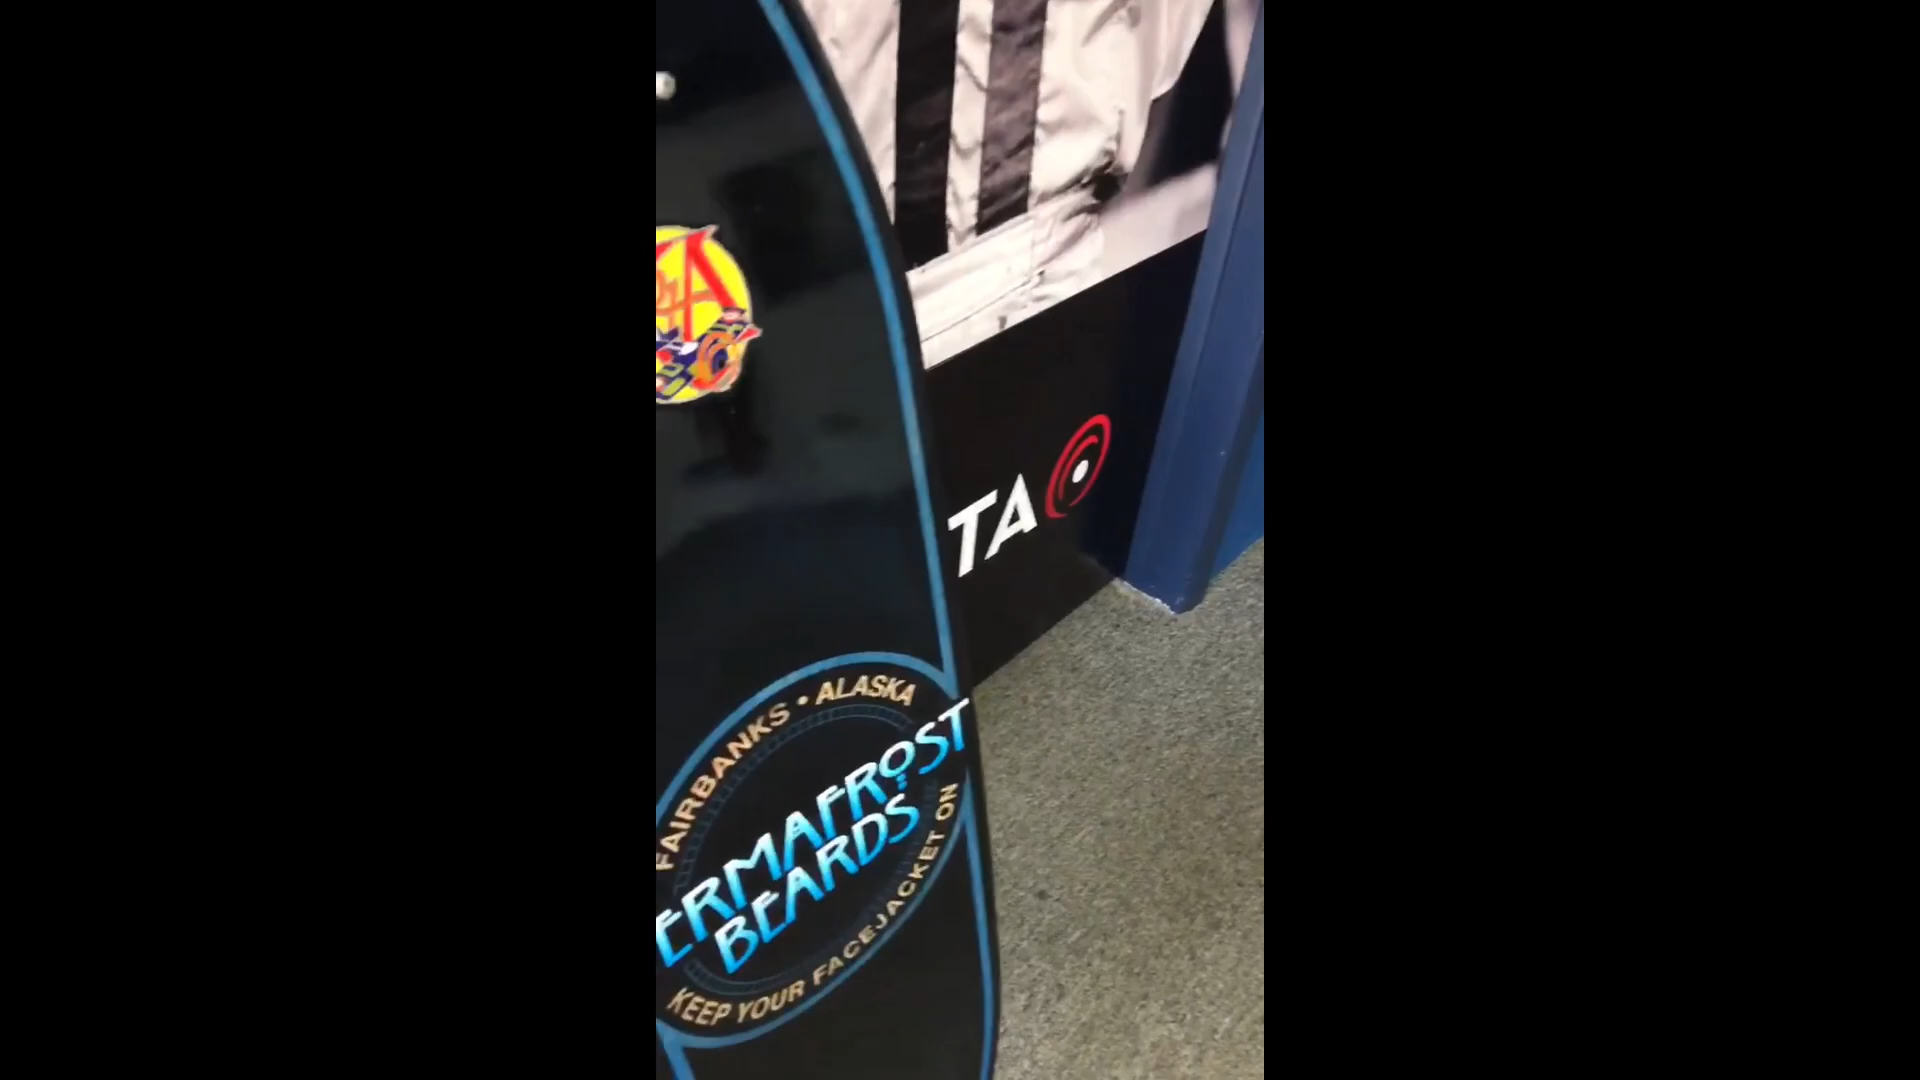 TA
FAIRBANKS • ALASKA
ERMAFROST
BEARDS
KEEP YOUR FACEJACKET ON